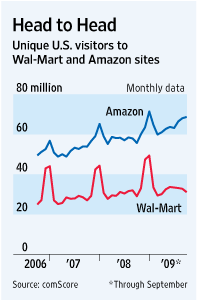 Head to Head
Unique U.S. visitors to
Wal-Mart and Amazon sites
80 million
Monthly data
Amazon
60
40
20
Wal-Mart
0
2006 '07 '08 '09*
Source: comScore *Through September